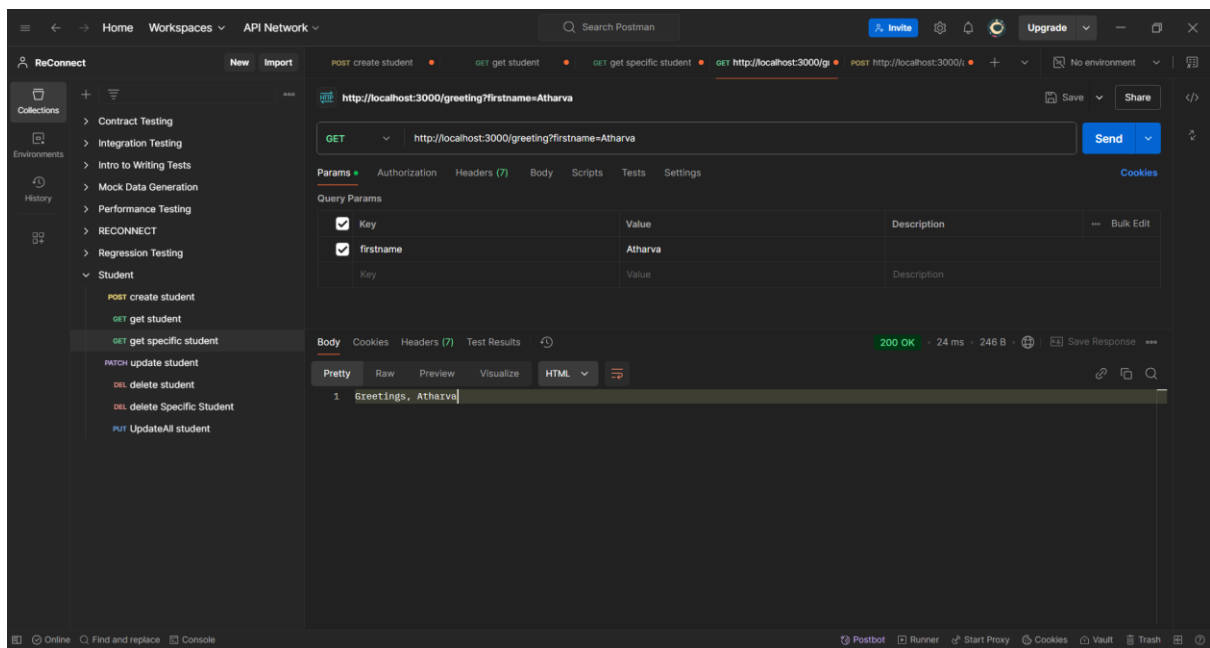 Home Workspaces API Network Search Postman Invite Upgrade
ReConnect New Import POST create student GET get student GET get specific student GET http://localhost:3000/gr POST http://localhost:3000/ No environment
Collections
Environments
History
Contract Testing
Integration Testing
Intro to Writing Tests
Mock Data Generation
Performance Testing
RECONNECT
Regression Testing
Student
POST create student
GET get student
GET get specific student
PATCH update student
DEL delete student
DEL delete Specific Student
PUT UpdateAll student
HTTP http://localhost:3000/greeting?firstname=Atharva Save Share
GET http://localhost:3000/greeting?firstname=Atharva Send
Params Authorization Headers (7) Body Scripts Tests Settings Cookies
Query Params
Key Value Description Bulk Edit
firstname Atharva
Key Value Description
Body Cookies Headers (7) Test Results 200 OK 24 ms 246 B Save Response
Pretty Raw Preview Visualize HTML
1 Greetings, Atharva
Online Find and replace Console Postbot Runner Start Proxy Cookies Vault Trash